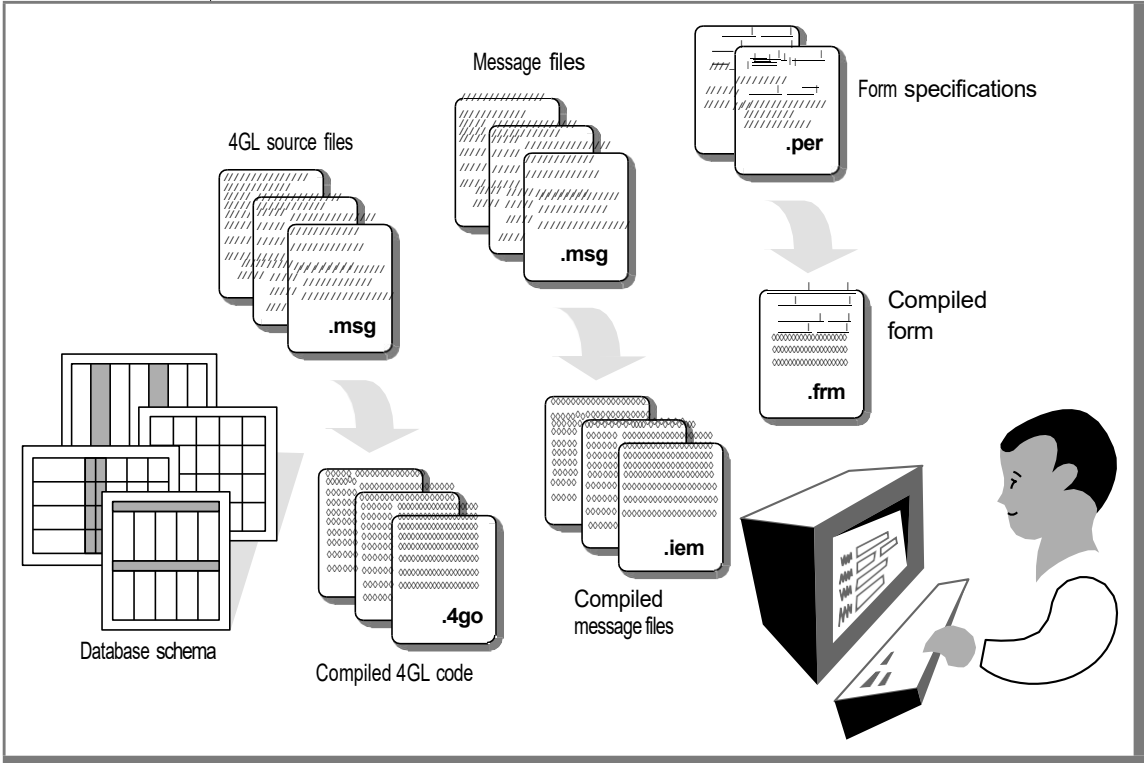 Message files
Form specifications
.per
4GL source files
.msg
.msg
Compiled
form
.frm
.iem
.4go
Compiled
message files
Database schema
Compiled 4GL code